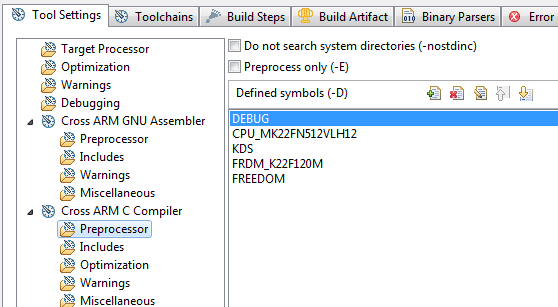 Tool Settings Toolchains Build Steps Build Artifact Binary Parsers Error
Target Processor
Optimization
Warnings
Debugging
Cross ARM GNU Assembler
Preprocessor
Includes
Warnings
Miscellaneous
Cross ARM C Compiler
Preprocessor
Includes
Optimization
Warnings
Miscellaneous
Do not search system directories (-nostdinc)
Preprocess only (-E)
Defined symbols (-D)
DEBUG
CPU_MK22FN512VLH12
KDS
FRDM_K22F120M
FREEDOM